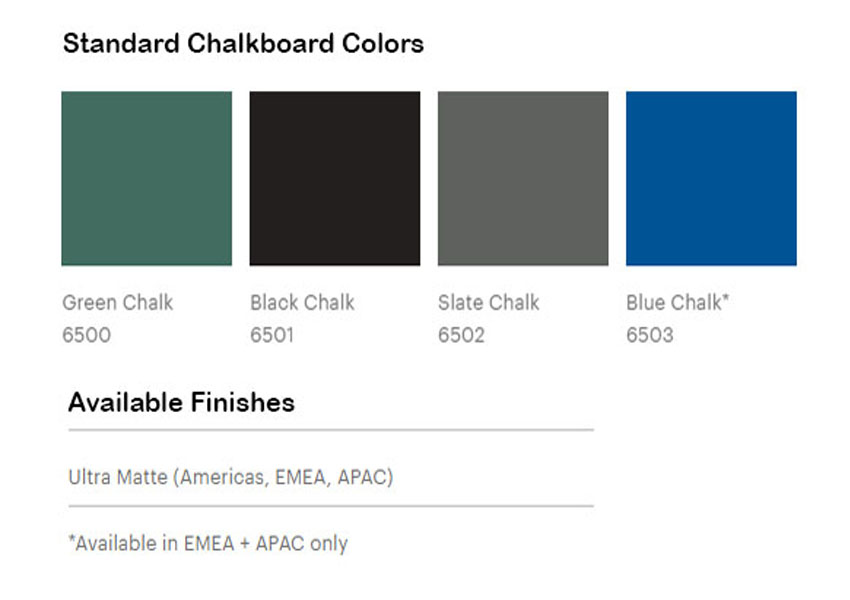 Standard Chalkboard Colors
Green Chalk
6500
Black Chalk
6501
Slate Chalk
6502
Blue Chalk*
6503
Available Finishes
Ultra Matte (Americas, EMEA, APAC)
*Available in EMEA + APAC only